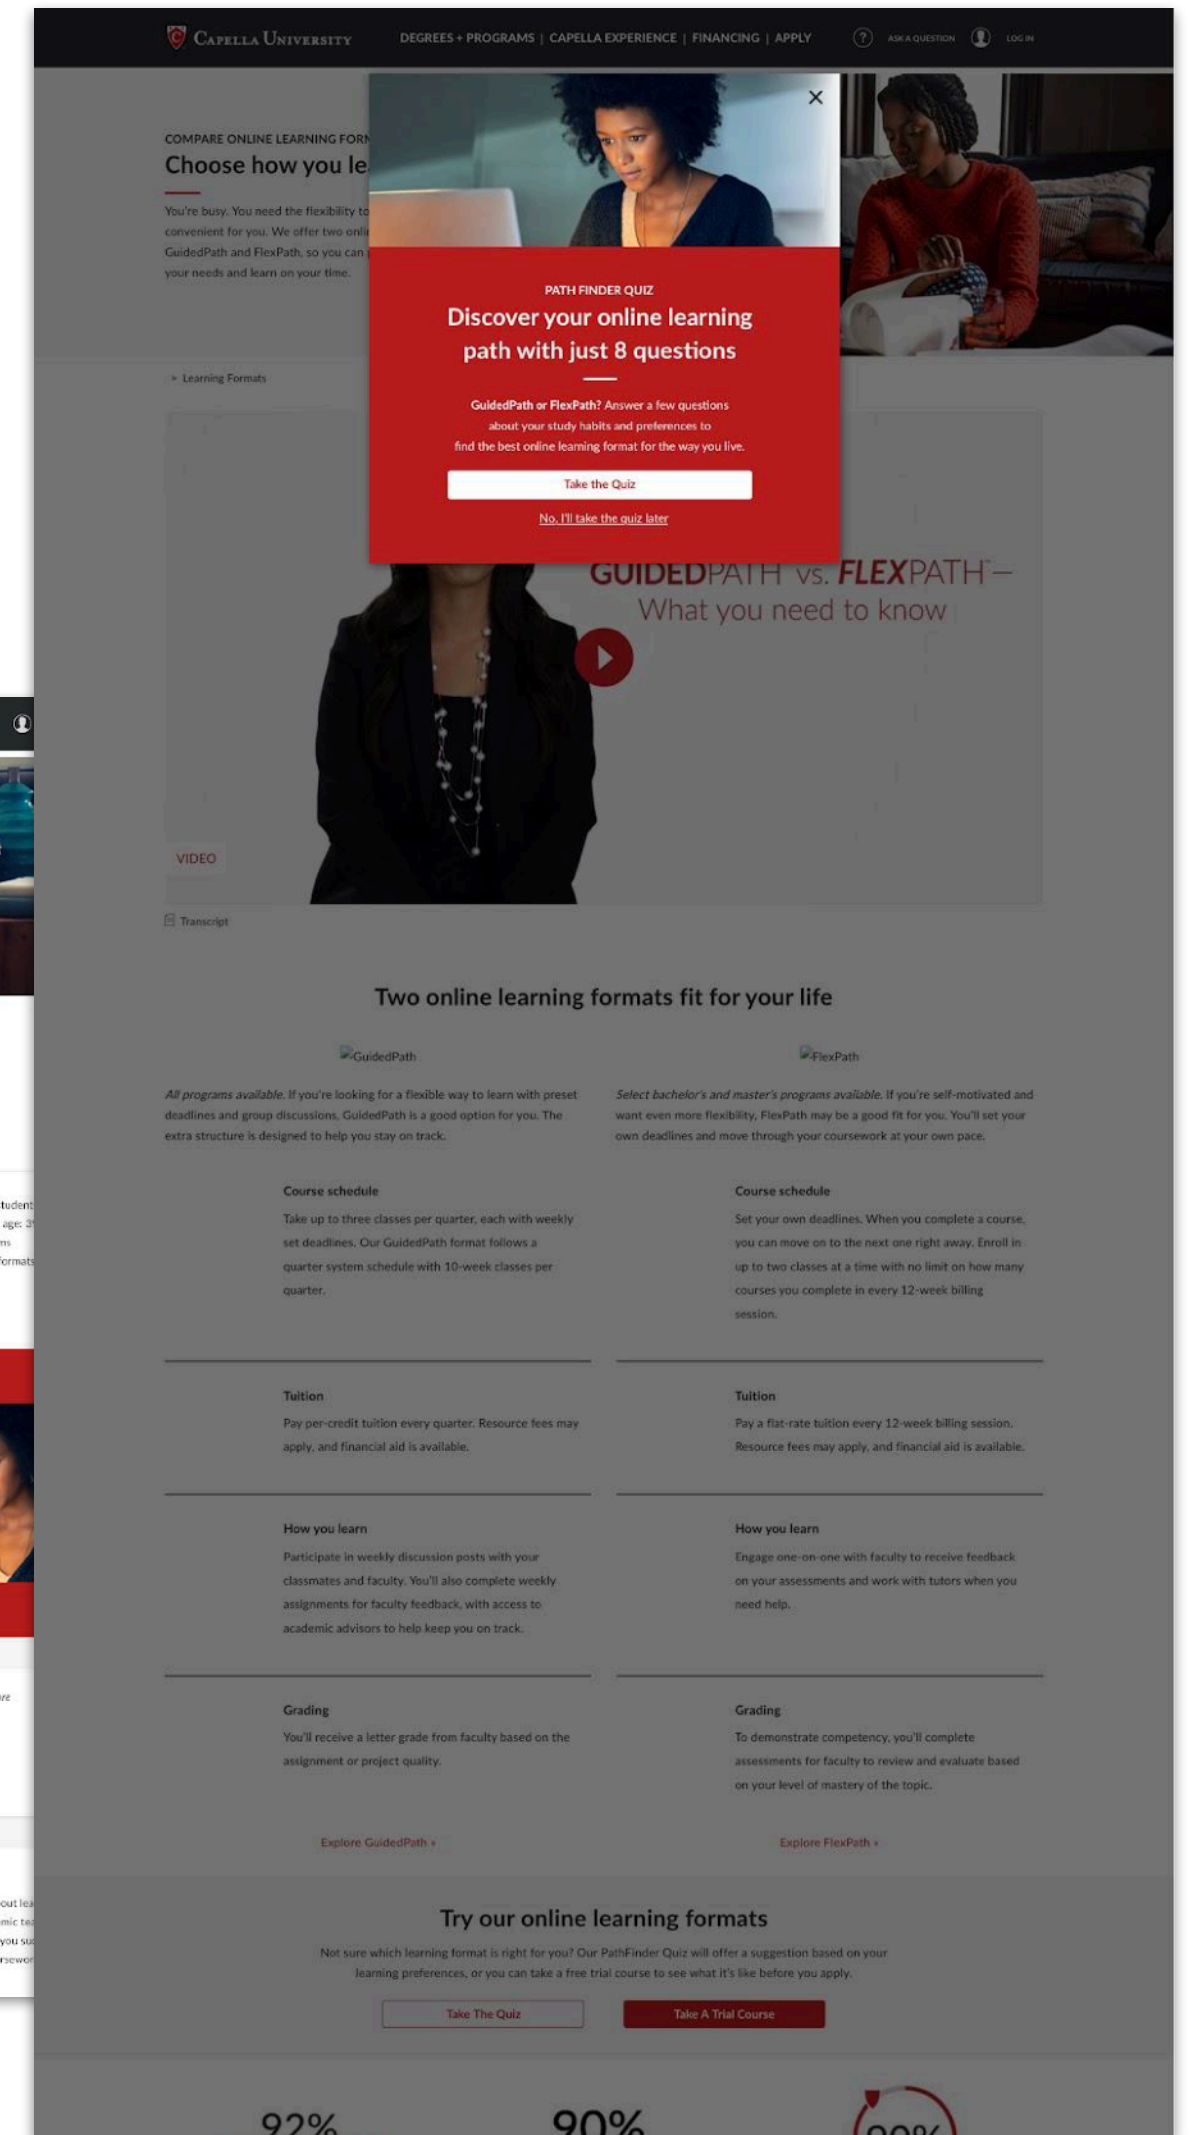 CAPELLA UNIVERSITY
DEGREES + PROGRAMS | CAPELLA EXPERIENCE | FINANCING | APPLY
? ASK A QUESTION LOG IN
COMPARE ONLINE LEARNING FORM
Choose how you le
You're busy. You need the flexibility to
convenient for you. We offer two onli
GuidedPath and FlexPath, so you can
your needs and learn on your time.
PATH FINDER QUIZ
Discover your online learning
path with just 8 questions
GuidedPath or FlexPath? Answer a few questions
about your study habits and preferences to
find the best online learning format for the way you live.
Take the Quiz
No, I'll take the quiz later
> Learning Formats
GUIDEDPATH vs. FLEXPATH™—
What you need to know
VIDEO
Transcript
Two online learning formats fit for your life
GuidedPath
All programs available. If you're looking for a flexible way to learn with preset
deadlines and group discussions, GuidedPath is a good option for you. The
extra structure is designed to help you stay on track.
Course schedule
Take up to three classes per quarter, each with weekly
set deadlines. Our GuidedPath format follows a
quarter system schedule with 10-week classes per
quarter.
Tuition
Pay per-credit tuition every quarter. Resource fees may
apply, and financial aid is available.
How you learn
Participate in weekly discussion posts with your
classmates and faculty. You'll also complete weekly
assignments for faculty feedback, with access to
academic advisors to help keep you on track.
Grading
You'll receive a letter grade from faculty based on the
assignment or project quality.
Explore GuidedPath »
FlexPath
Select bachelor's and master's programs available. If you're self-motivated and
want even more flexibility, FlexPath may be a good fit for you. You'll set your
own deadlines and move through your coursework at your own pace.
Course schedule
Set your own deadlines. When you complete a course,
you can move on to the next one right away. Enroll in
up to two classes at a time with no limit on how many
courses you complete in every 12-week billing
session.
Tuition
Pay a flat-rate tuition every 12-week billing session.
Resource fees may apply, and financial aid is available.
How you learn
Engage one-on-one with faculty to receive feedback
on your assessments and work with tutors when you
need help.
Grading
To demonstrate competency, you'll complete
assessments for faculty to review and evaluate based
on your level of mastery of the topic.
Explore FlexPath »
Try our online learning formats
Not sure which learning format is right for you? Our PathFinder Quiz will offer a suggestion based on your
learning preferences, or you can take a free trial course to see what it's like before you apply.
Take The Quiz
Take A Trial Course
92%
90%
tudent
age: 3
ns
formats
ure
out lea
mic tea
you su
rsewor